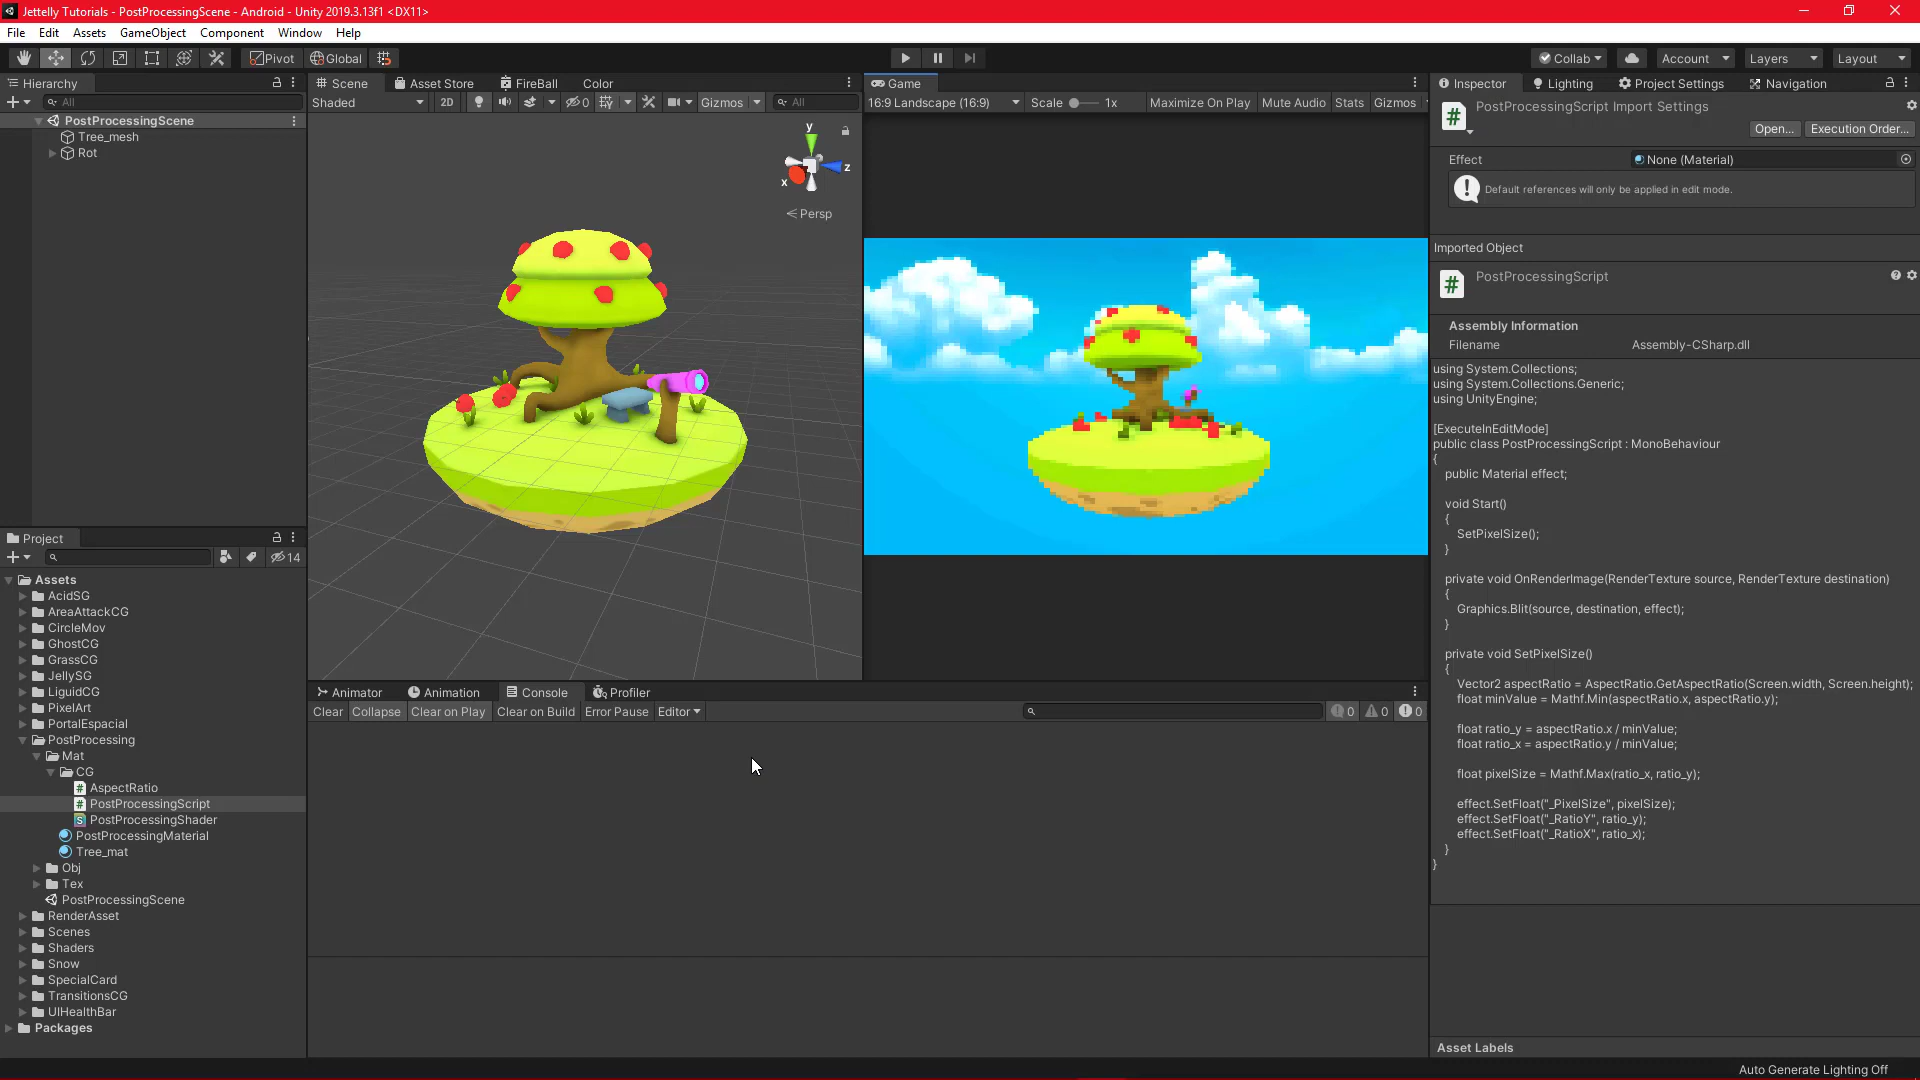 Jettelly Tutorials - PostProcessingScene - Android - Unity 2019.3.13f1 <DX11>
File Edit Assets GameObject Component Window Help
Pivot Global Collab Account Layers Layout
Hierarchy
All
PostProcessingScene
Tree_mesh
Rot
Scene Asset Store FireBall Color
Shaded 2D 0 Gizmos All
y
z
x
Persp
Game
16:9 Landscape (16:9) Scale 1x Maximize On Play Mute Audio Stats Gizmos
Project
14
Assets
AcidSG
AreaAttackCG
CircleMov
GhostCG
GrassCG
JellySG
LiguidCG
PixelArt
PortalEspacial
PostProcessing
Mat
CG
AspectRatio
PostProcessingScript
PostProcessingShader
PostProcessingMaterial
Tree_mat
Obj
Tex
PostProcessingScene
RenderAsset
Scenes
Shaders
Snow
SpecialCard
TransitionsCG
UIHealthBar
Packages
Animator Animation Console Profiler
Clear Collapse Clear on Play Clear on Build Error Pause Editor 0 0 0
Inspector Lighting Project Settings Navigation
PostProcessingScript Import Settings
Open... Execution Order...
Effect None (Material)
Default references will only be applied in edit mode.
Imported Object
PostProcessingScript
Assembly Information
Filename Assembly-CSharp.dll
using System.Collections;
using System.Collections.Generic;
using UnityEngine;
[ExecuteInEditMode]
public class PostProcessingScript : MonoBehaviour
{
public Material effect;
void Start()
{
SetPixelSize();
}
private void OnRenderImage(RenderTexture source, RenderTexture destination)
{
Graphics.Blit(source, destination, effect);
}
private void SetPixelSize()
{
Vector2 aspectRatio = AspectRatio.GetAspectRatio(Screen.width, Screen.height);
float minValue = Mathf.Min(aspectRatio.x, aspectRatio.y);
float ratio_y = aspectRatio.x / minValue;
float ratio_x = aspectRatio.y / minValue;
float pixelSize = Mathf.Max(ratio_x, ratio_y);
effect.SetFloat("_PixelSize", pixelSize);
effect.SetFloat("_RatioY", ratio_y);
effect.SetFloat("_RatioX", ratio_x);
}
}
Asset Labels
Auto Generate Lighting Off